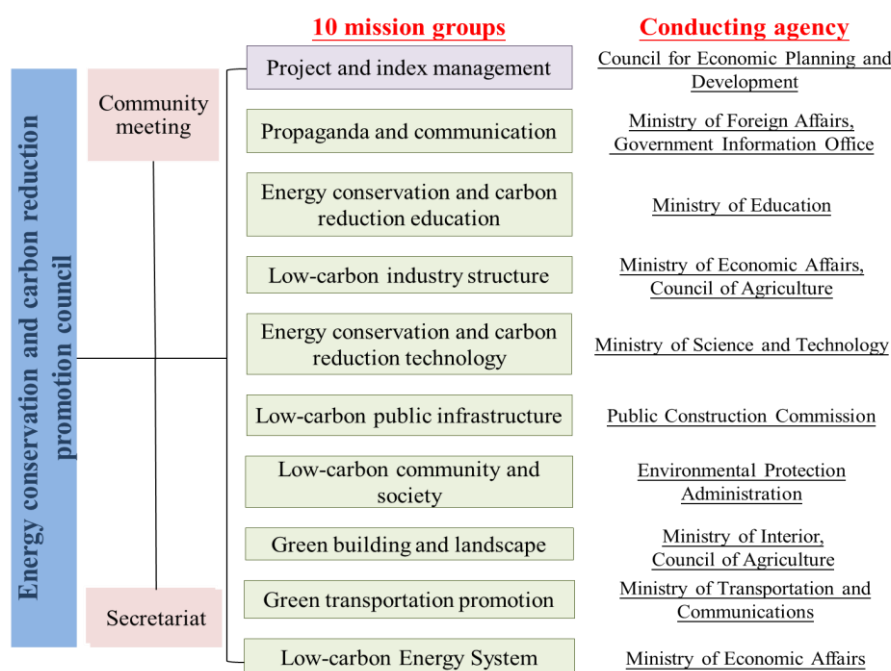 10 mission groups
Conducting agency
Energy conservation and carbon reduction
promotion council
Community
meeting
Secretariat
Project and index management
Council for Economic Planning and
Development
Propaganda and communication
Ministry of Foreign Affairs,
Government Information Office
Energy conservation and carbon
reduction education
Ministry of Education
Low-carbon industry structure
Ministry of Economic Affairs,
Council of Agriculture
Energy conservation and carbon
reduction technology
Ministry of Science and Technology
Low-carbon public infrastructure
Public Construction Commission
Low-carbon community and
society
Environmental Protection
Administration
Green building and landscape
Ministry of Interior,
Council of Agriculture
Green transportation promotion
Ministry of Transportation and
Communications
Low-carbon Energy System
Ministry of Economic Affairs